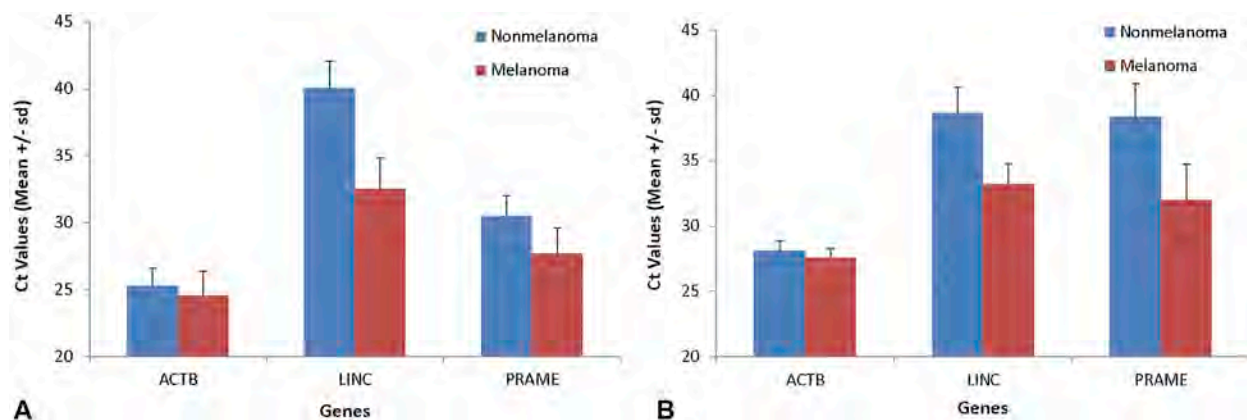 45
40
35
30
25
20
Ct Values (Mean +/- sd)
Nonmelanoma
Melanoma
ACTB LINC PRAME
Genes
A
45
40
35
30
25
20
Ct Values (Mean +/- sd)
Nonmelanoma
Melanoma
ACTB LINC PRAME
Genes
B